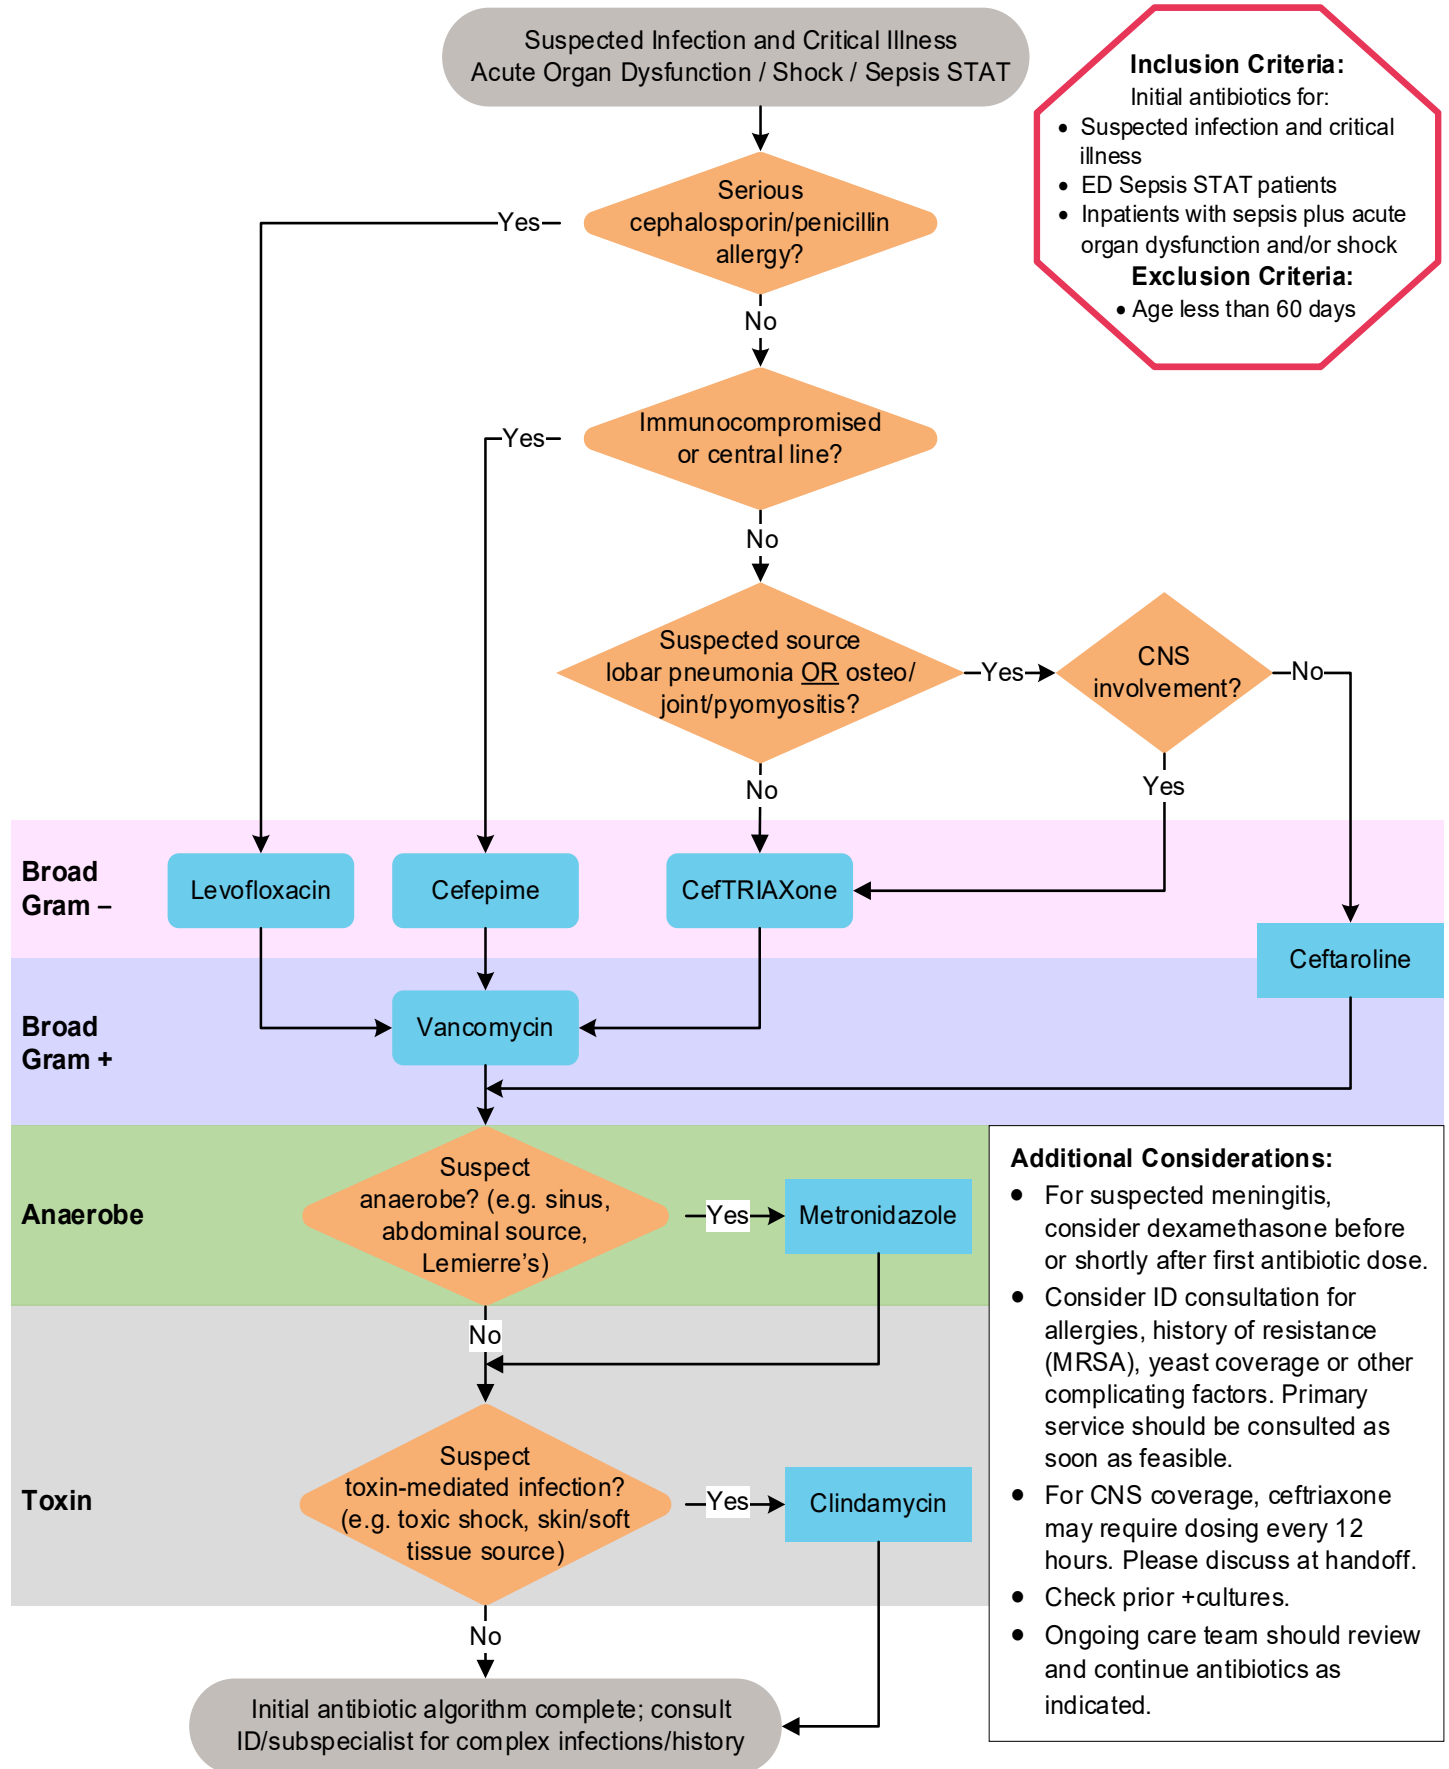 Suspected Infection and Critical Illness
Acute Organ Dysfunction / Shock / Sepsis STAT
Inclusion Criteria:
Initial antibiotics for:
• Suspected infection and critical
illness
• ED Sepsis STAT patients
• Inpatients with sepsis plus acute
organ dysfunction and/or shock
Exclusion Criteria:
• Age less than 60 days
Serious
cephalosporin/penicillin
allergy?
Yes
No
Immunocompromised
or central line?
Yes
No
Suspected source
lobar pneumonia OR osteo/
joint/pyomyositis?
Yes
CNS
involvement?
No
No
Yes
Broad
Gram –
Levofloxacin
Cefepime
CefTRIAXone
Ceftaroline
Broad
Gram +
Vancomycin
Anaerobe
Suspect
anaerobe? (e.g. sinus,
abdominal source,
Lemierre’s)
Yes
Metronidazole
No
Toxin
Suspect
toxin-mediated infection?
(e.g. toxic shock, skin/soft
tissue source)
Yes
Clindamycin
No
Initial antibiotic algorithm complete; consult
ID/subspecialist for complex infections/history
Additional Considerations:
• For suspected meningitis,
consider dexamethasone before
or shortly after first antibiotic dose.
• Consider ID consultation for
allergies, history of resistance
(MRSA), yeast coverage or other
complicating factors. Primary
service should be consulted as
soon as feasible.
• For CNS coverage, ceftriaxone
may require dosing every 12
hours. Please discuss at handoff.
• Check prior +cultures.
• Ongoing care team should review
and continue antibiotics as
indicated.